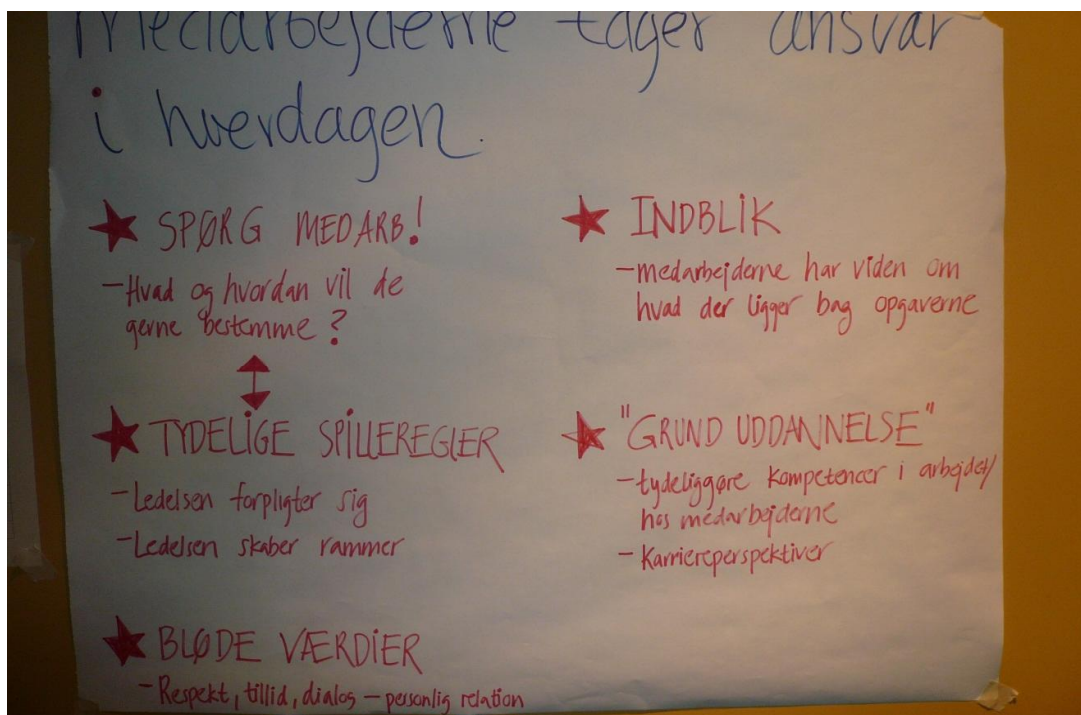 medarbejderne tager ansvar
i hverdagen.
★ SPØRG MEDARB!
- Hvad og hvordan vil de
gerne bestemme?
★ TYDELIGE SPILLEREGLER
- Ledelsen forpligter sig
- Ledelsen skaber rammer
★ BLØDE VÆRDIER
- Respekt, tillid, dialog - personlig relation
★ INDBLIK
- medarbejderne har viden om
hvad der ligger bag opgaverne
★ "GRUND UDDANNELSE"
- tydeliggøre kompetencer i arbejdet/
hos medarbejderne
- Karriereperspektiver